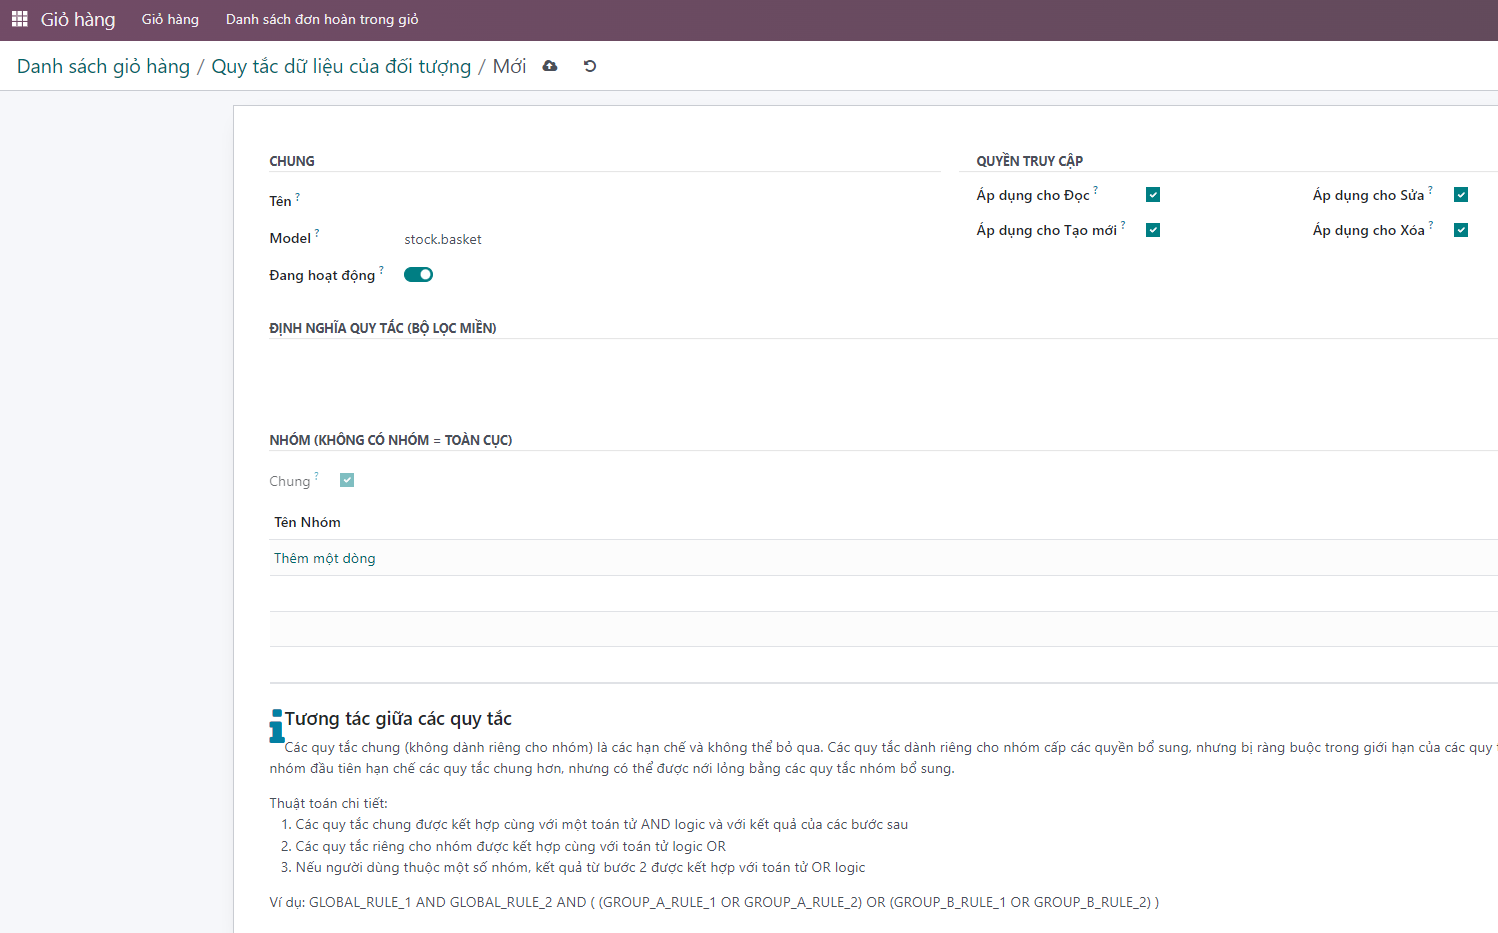 Giỏ hàng Giỏ hàng Danh sách đơn hoàn trong giỏ
Danh sách giỏ hàng / Quy tắc dữ liệu của đối tượng / Mới
CHUNG
Tên ?
Model ? stock.basket
Đang hoạt động ?
QUYỀN TRUY CẬP
Áp dụng cho Đọc ? Áp dụng cho Sửa ?
Áp dụng cho Tạo mới ? Áp dụng cho Xóa ?
ĐỊNH NGHĨA QUY TẮC (BỘ LỌC MIỀN)
NHÓM (KHÔNG CÓ NHÓM = TOÀN CỤC)
Chung ?
Tên Nhóm
Thêm một dòng
Tương tác giữa các quy tắc
Các quy tắc chung (không dành riêng cho nhóm) là các hạn chế và không thể bỏ qua. Các quy tắc dành riêng cho nhóm cấp các quyền bổ sung, nhưng bị ràng buộc trong giới hạn của các quy
nhóm đầu tiên hạn chế các quy tắc chung hơn, nhưng có thể được nới lỏng bằng các quy tắc nhóm bổ sung.
Thuật toán chi tiết:
1. Các quy tắc chung được kết hợp cùng với một toán tử AND logic và với kết quả của các bước sau
2. Các quy tắc riêng cho nhóm được kết hợp cùng với toán tử logic OR
3. Nếu người dùng thuộc một số nhóm, kết quả từ bước 2 được kết hợp với toán tử OR logic
Ví dụ: GLOBAL_RULE_1 AND GLOBAL_RULE_2 AND ( (GROUP_A_RULE_1 OR GROUP_A_RULE_2) OR (GROUP_B_RULE_1 OR GROUP_B_RULE_2) )